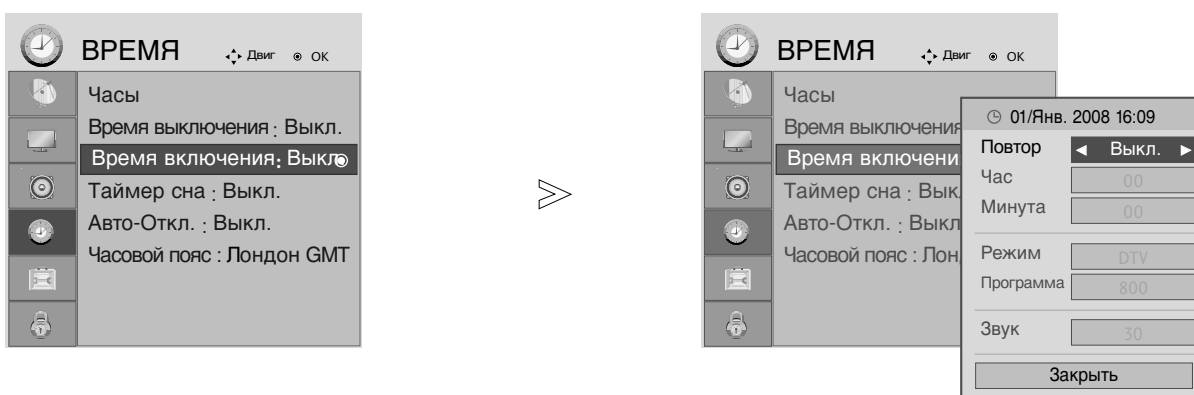 ВРЕМЯ Двиг ОК
Часы
Время выключения : Выкл.
Время включения: Выкл
Таймер сна : Выкл.
Авто-Откл. : Выкл.
Часовой пояс : Лондон GMT
ВРЕМЯ Двиг ОК
Часы
Время выключения
Время включени
Таймер сна : Вык
Авто-Откл. : Выкл
Часовой пояс : Лон
01/Янв. 2008 16:09
Повтор ◄ Выкл. ►
Час 00
Минута 00
Режим DTV
Программа 800
Звук 30
Закрыть